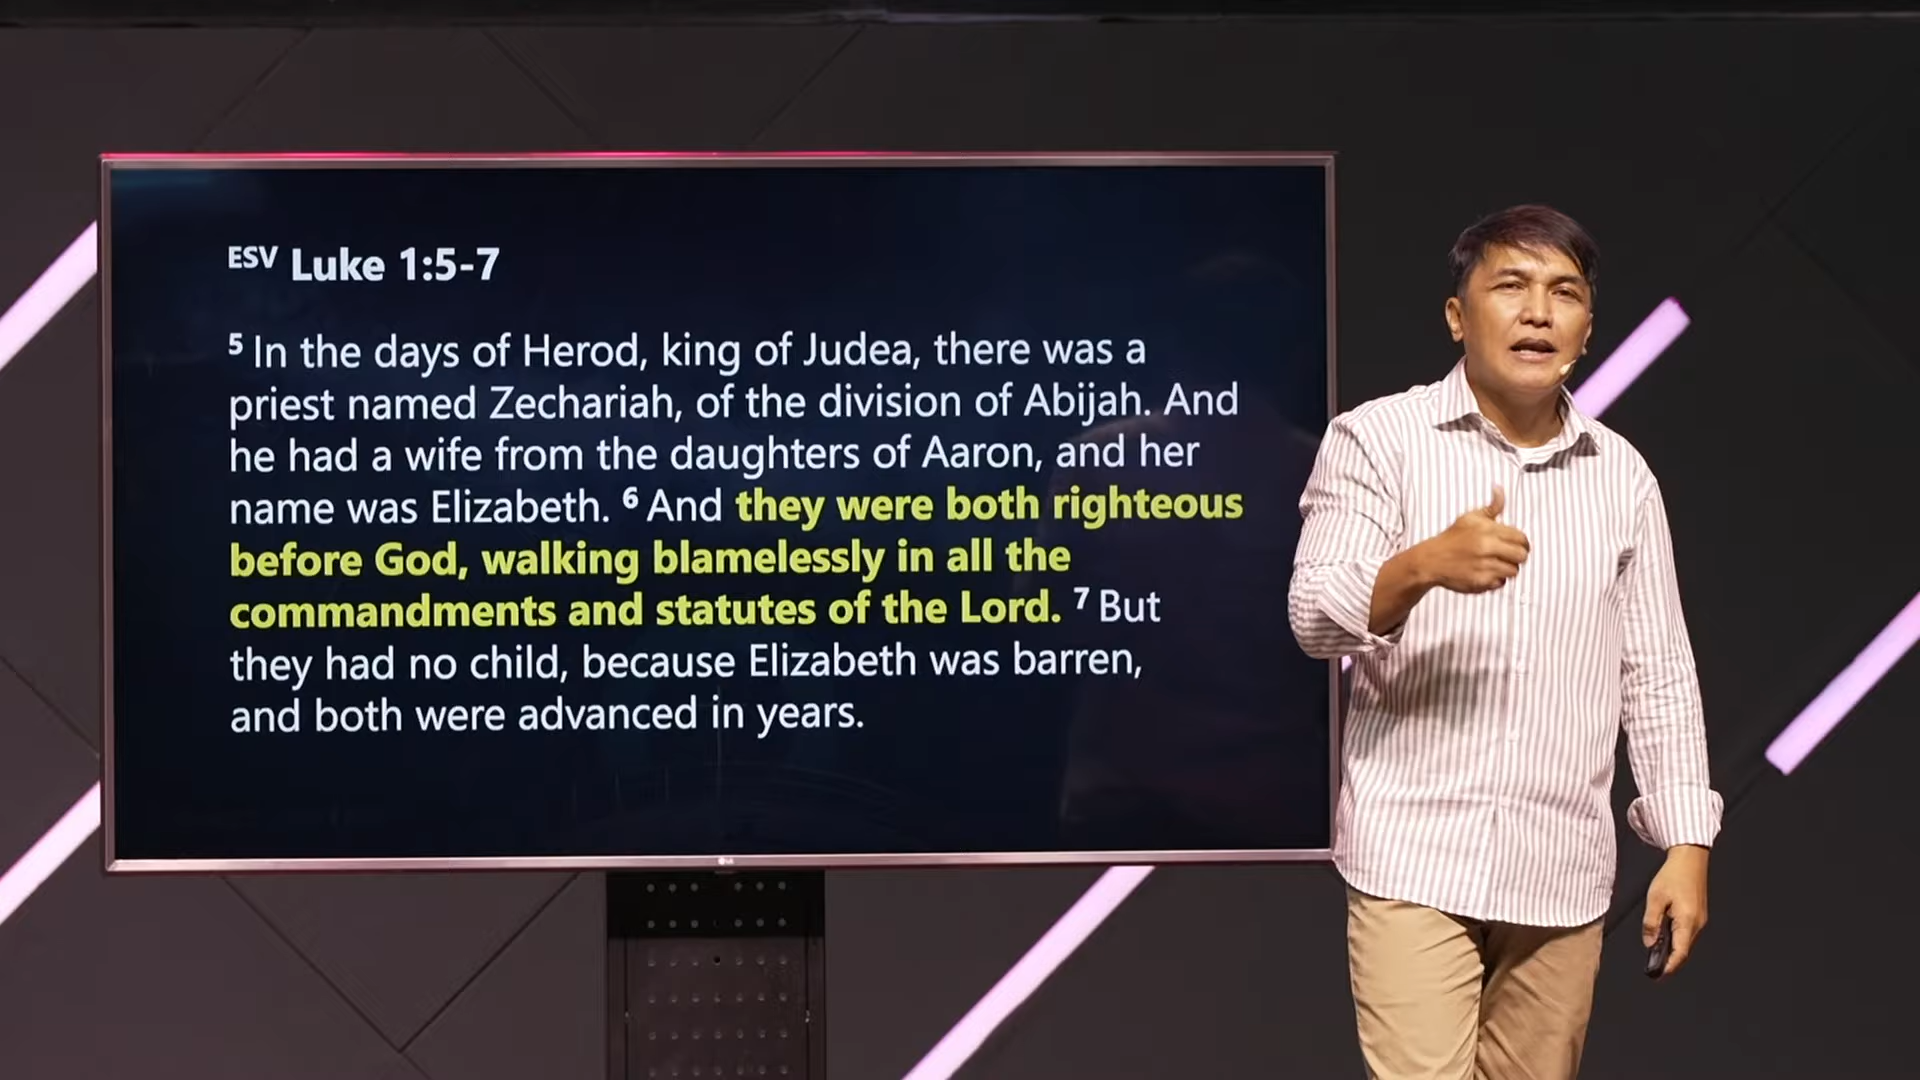 ESV Luke 1:5-7
5 In the days of Herod, king of Judea, there was a
priest named Zechariah, of the division of Abijah. And
he had a wife from the daughters of Aaron, and her
name was Elizabeth. 6 And they were both righteous
before God, walking blamelessly in all the
commandments and statutes of the Lord. 7 But
they had no child, because Elizabeth was barren,
and both were advanced in years.
LG